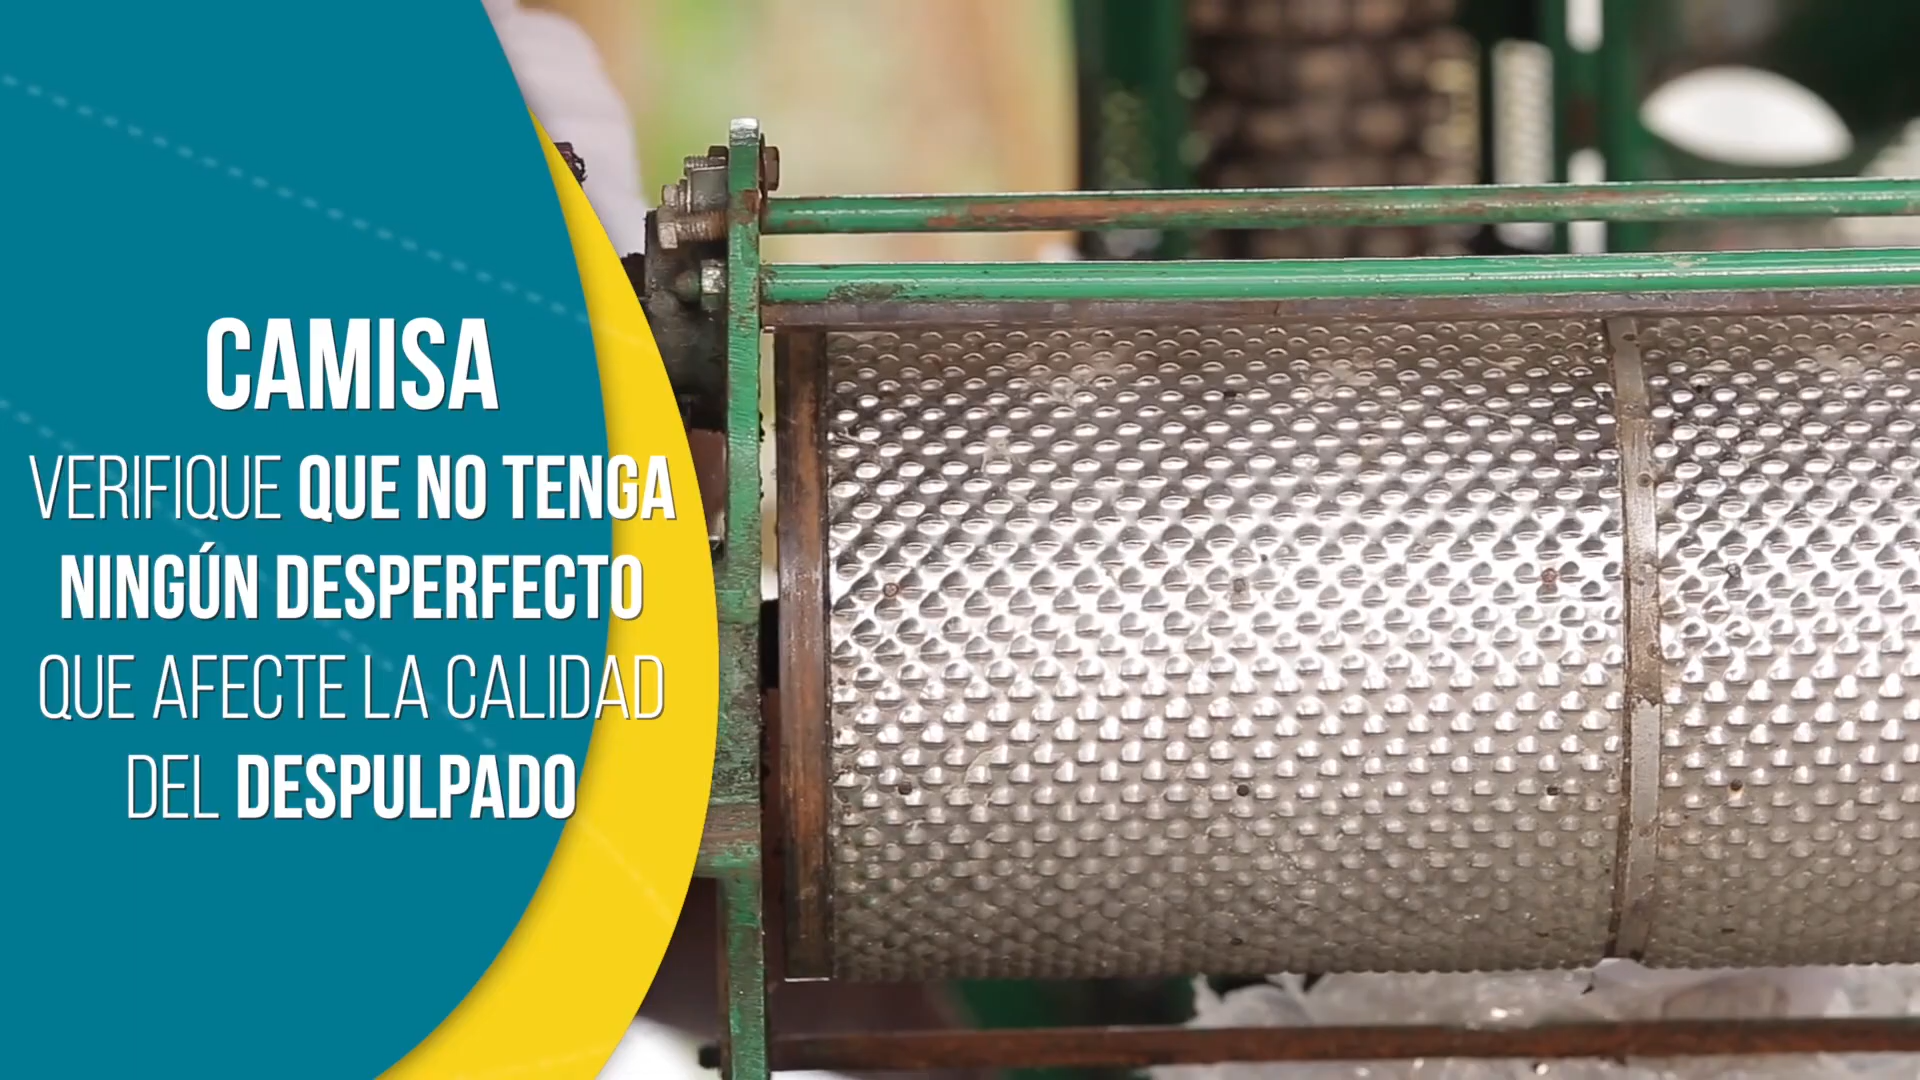 CAMISA
VERIFIQUE QUE NO TENGA
NINGÚN DESPERFECTO
QUE AFECTE LA CALIDAD
DEL DESPULPADO